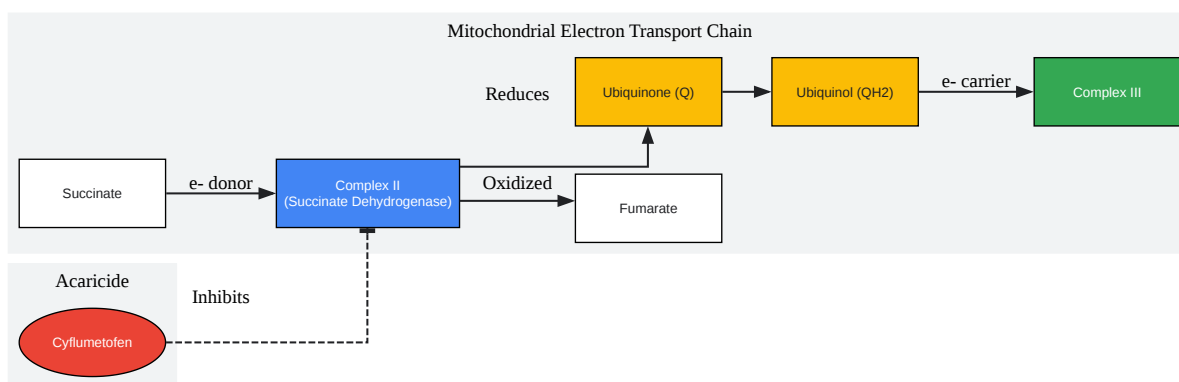 Mitochondrial Electron Transport Chain
Reduces
Ubiquinone (Q)
Ubiquinol (QH2)
e- carrier
Complex III
Succinate
e- donor
Complex II
(Succinate Dehydrogenase)
Oxidized
Fumarate
Acaricide
Inhibits
Cyflumetofen